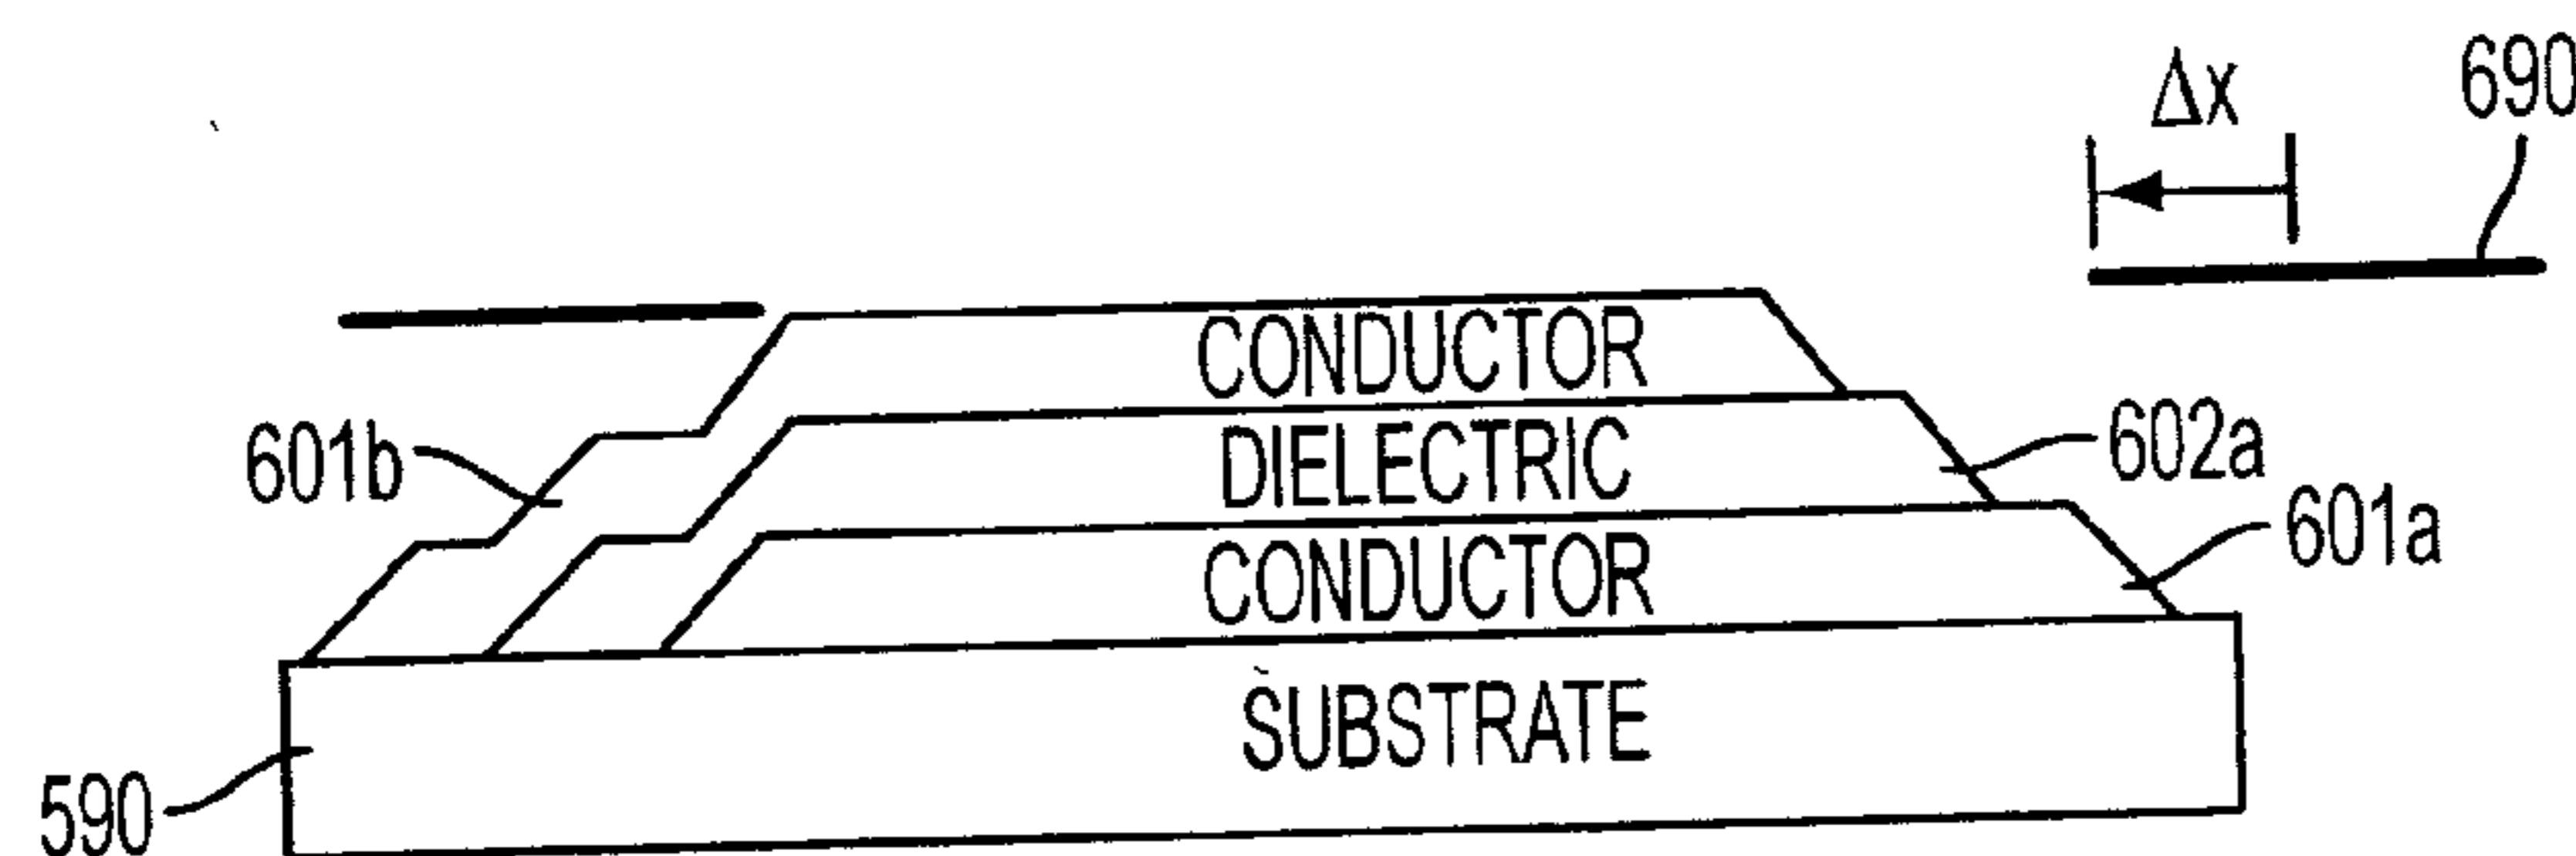 Δx
690
CONDUCTOR
601b
DIELECTRIC
602a
CONDUCTOR
601a
SUBSTRATE
590